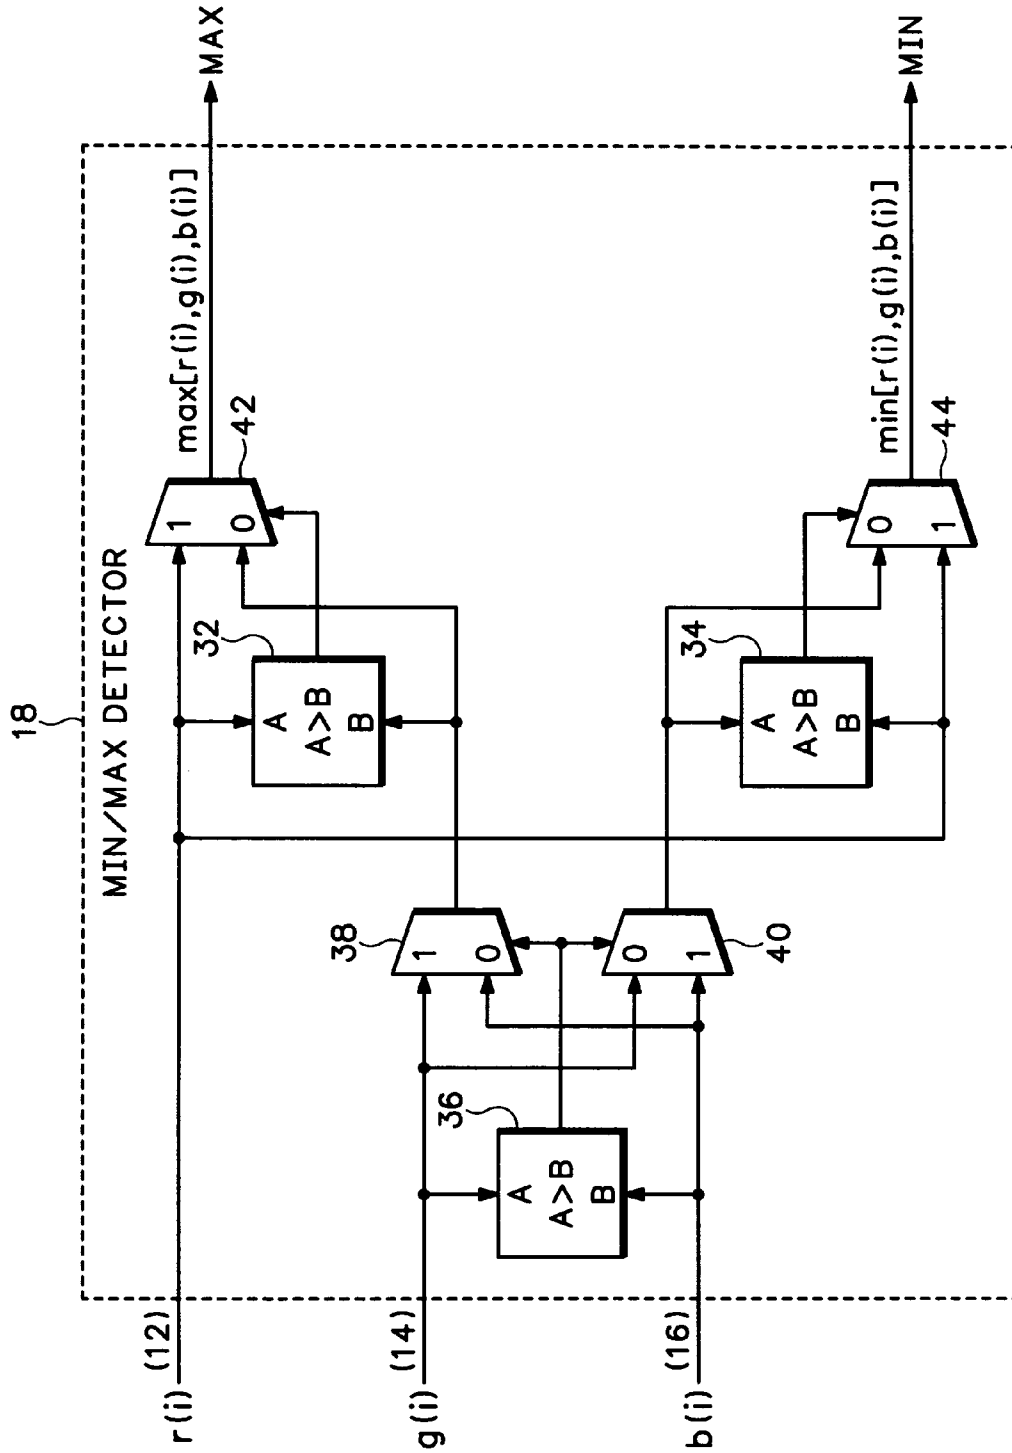 18
MIN/MAX DETECTOR
r(i) (12)
g(i) (14)
b(i) (16)
36
A
A>B
B
38
1
0
0
1
40
32
A
A>B
B
34
A
A>B
B
1
0
42
max[r(i),g(i),b(i)]
MAX
0
1
44
min[r(i),g(i),b(i)]
MIN